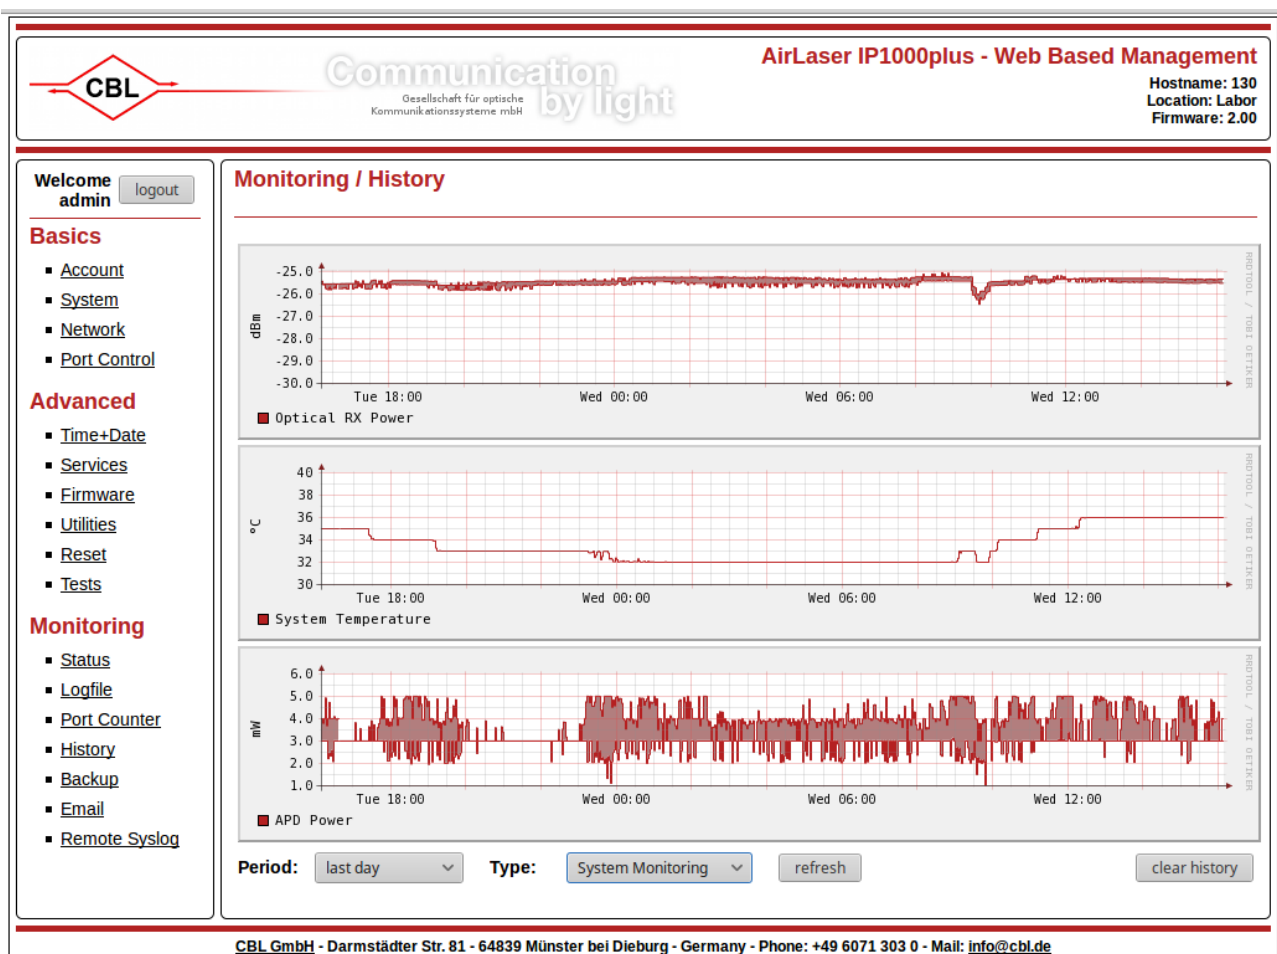 CBL
Communication
by light
Gesellschaft für optische
Kommunikationssysteme mbH
AirLaser IP1000plus - Web Based Management
Hostname: 130
Location: Labor
Firmware: 2.00
Welcome
admin
logout
Basics
Account
System
Network
Port Control
Advanced
Time+Date
Services
Firmware
Utilities
Reset
Tests
Monitoring
Status
Logfile
Port Counter
History
Backup
Email
Remote Syslog
Monitoring / History
-25.0
-26.0
-27.0
-28.0
-29.0
-30.0
dBm
Tue 18:00 Wed 00:00 Wed 06:00 Wed 12:00
Optical RX Power
RRDTOOL / TOBI OETIKER
40
38
36
34
32
30
°C
Tue 18:00 Wed 00:00 Wed 06:00 Wed 12:00
System Temperature
RRDTOOL / TOBI OETIKER
6.0
5.0
4.0
3.0
2.0
1.0
mW
Tue 18:00 Wed 00:00 Wed 06:00 Wed 12:00
APD Power
RRDTOOL / TOBI OETIKER
Period: last day Type: System Monitoring refresh clear history
CBL GmbH - Darmstädter Str. 81 - 64839 Münster bei Dieburg - Germany - Phone: +49 6071 303 0 - Mail: info@cbl.de